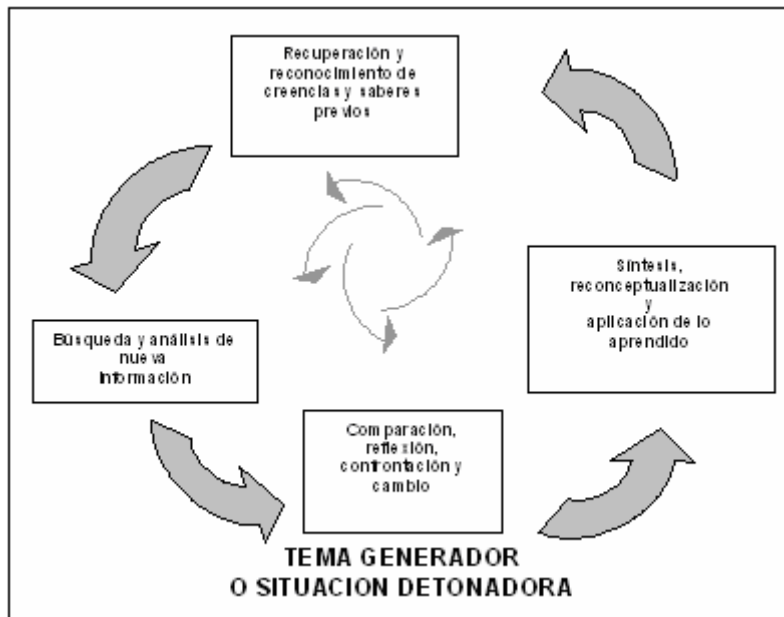 Recuperación y
reconocimiento de
creencias y saberes
previos
Búsqueda y análisis de
nueva
Información
Comparación,
reflexión,
confrontación y
cambio
Síntesis,
reconceptualización
y
aplicación de lo
aprendido
TEMA GENERADOR
O SITUACION DETONADORA